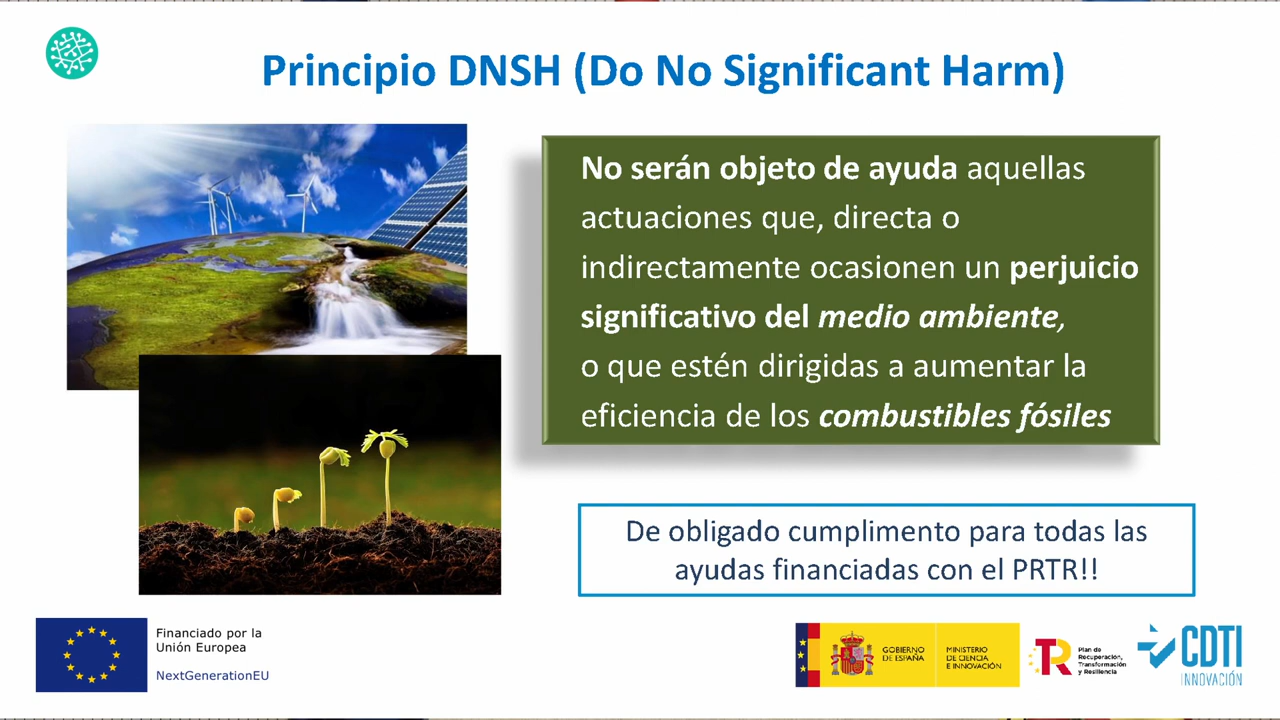 Principio DNSH (Do No Significant Harm)
No serán objeto de ayuda aquellas
actuaciones que, directa o
indirectamente ocasionen un perjuicio
significativo del medio ambiente,
o que estén dirigidas a aumentar la
eficiencia de los combustibles fósiles
De obligado cumplimento para todas las
ayudas financiadas con el PRTR!!
Financiado por la
Unión Europea
NextGenerationEU
GOBIERNO
DE ESPAÑA
MINISTERIO
DE CIENCIA
E INNOVACIÓN
TR
Plan de
Recuperación,
Transformación
y Resiliencia
CDTI
INNOVACIÓN